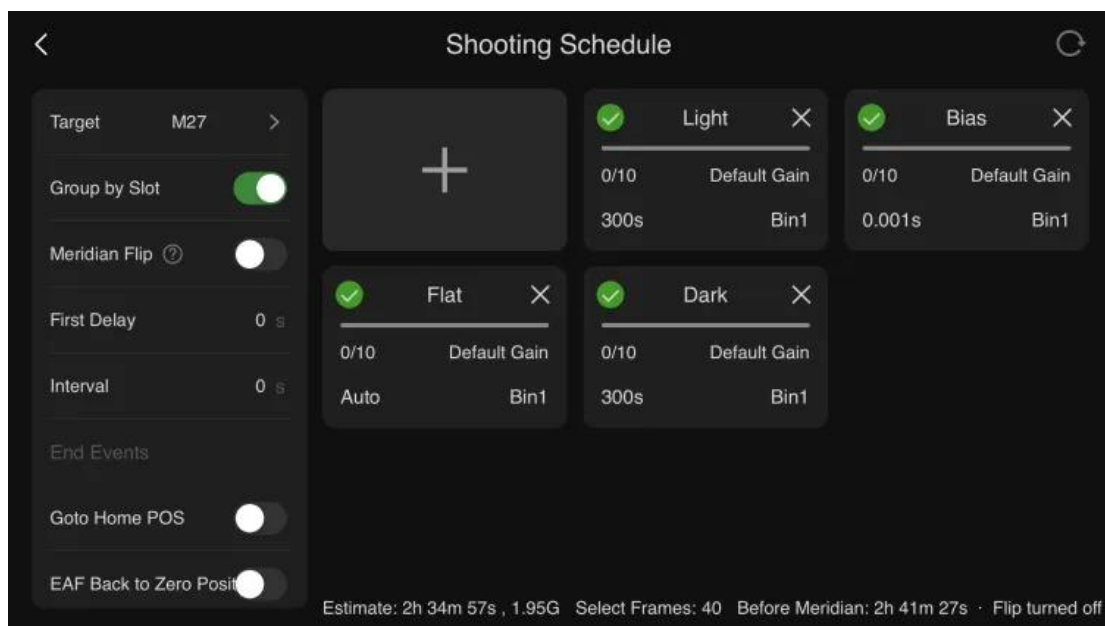 Shooting Schedule
Target M27
Group by Slot
Meridian Flip ?
First Delay 0 s
Interval 0 s
End Events
Goto Home POS
EAF Back to Zero Posit
Light
0/10 Default Gain
300s Bin1
Bias
0/10 Default Gain
0.001s Bin1
Flat
0/10 Default Gain
Auto Bin1
Dark
0/10 Default Gain
300s Bin1
Estimate: 2h 34m 57s , 1.95G Select Frames: 40 Before Meridian: 2h 41m 27s · Flip turned off